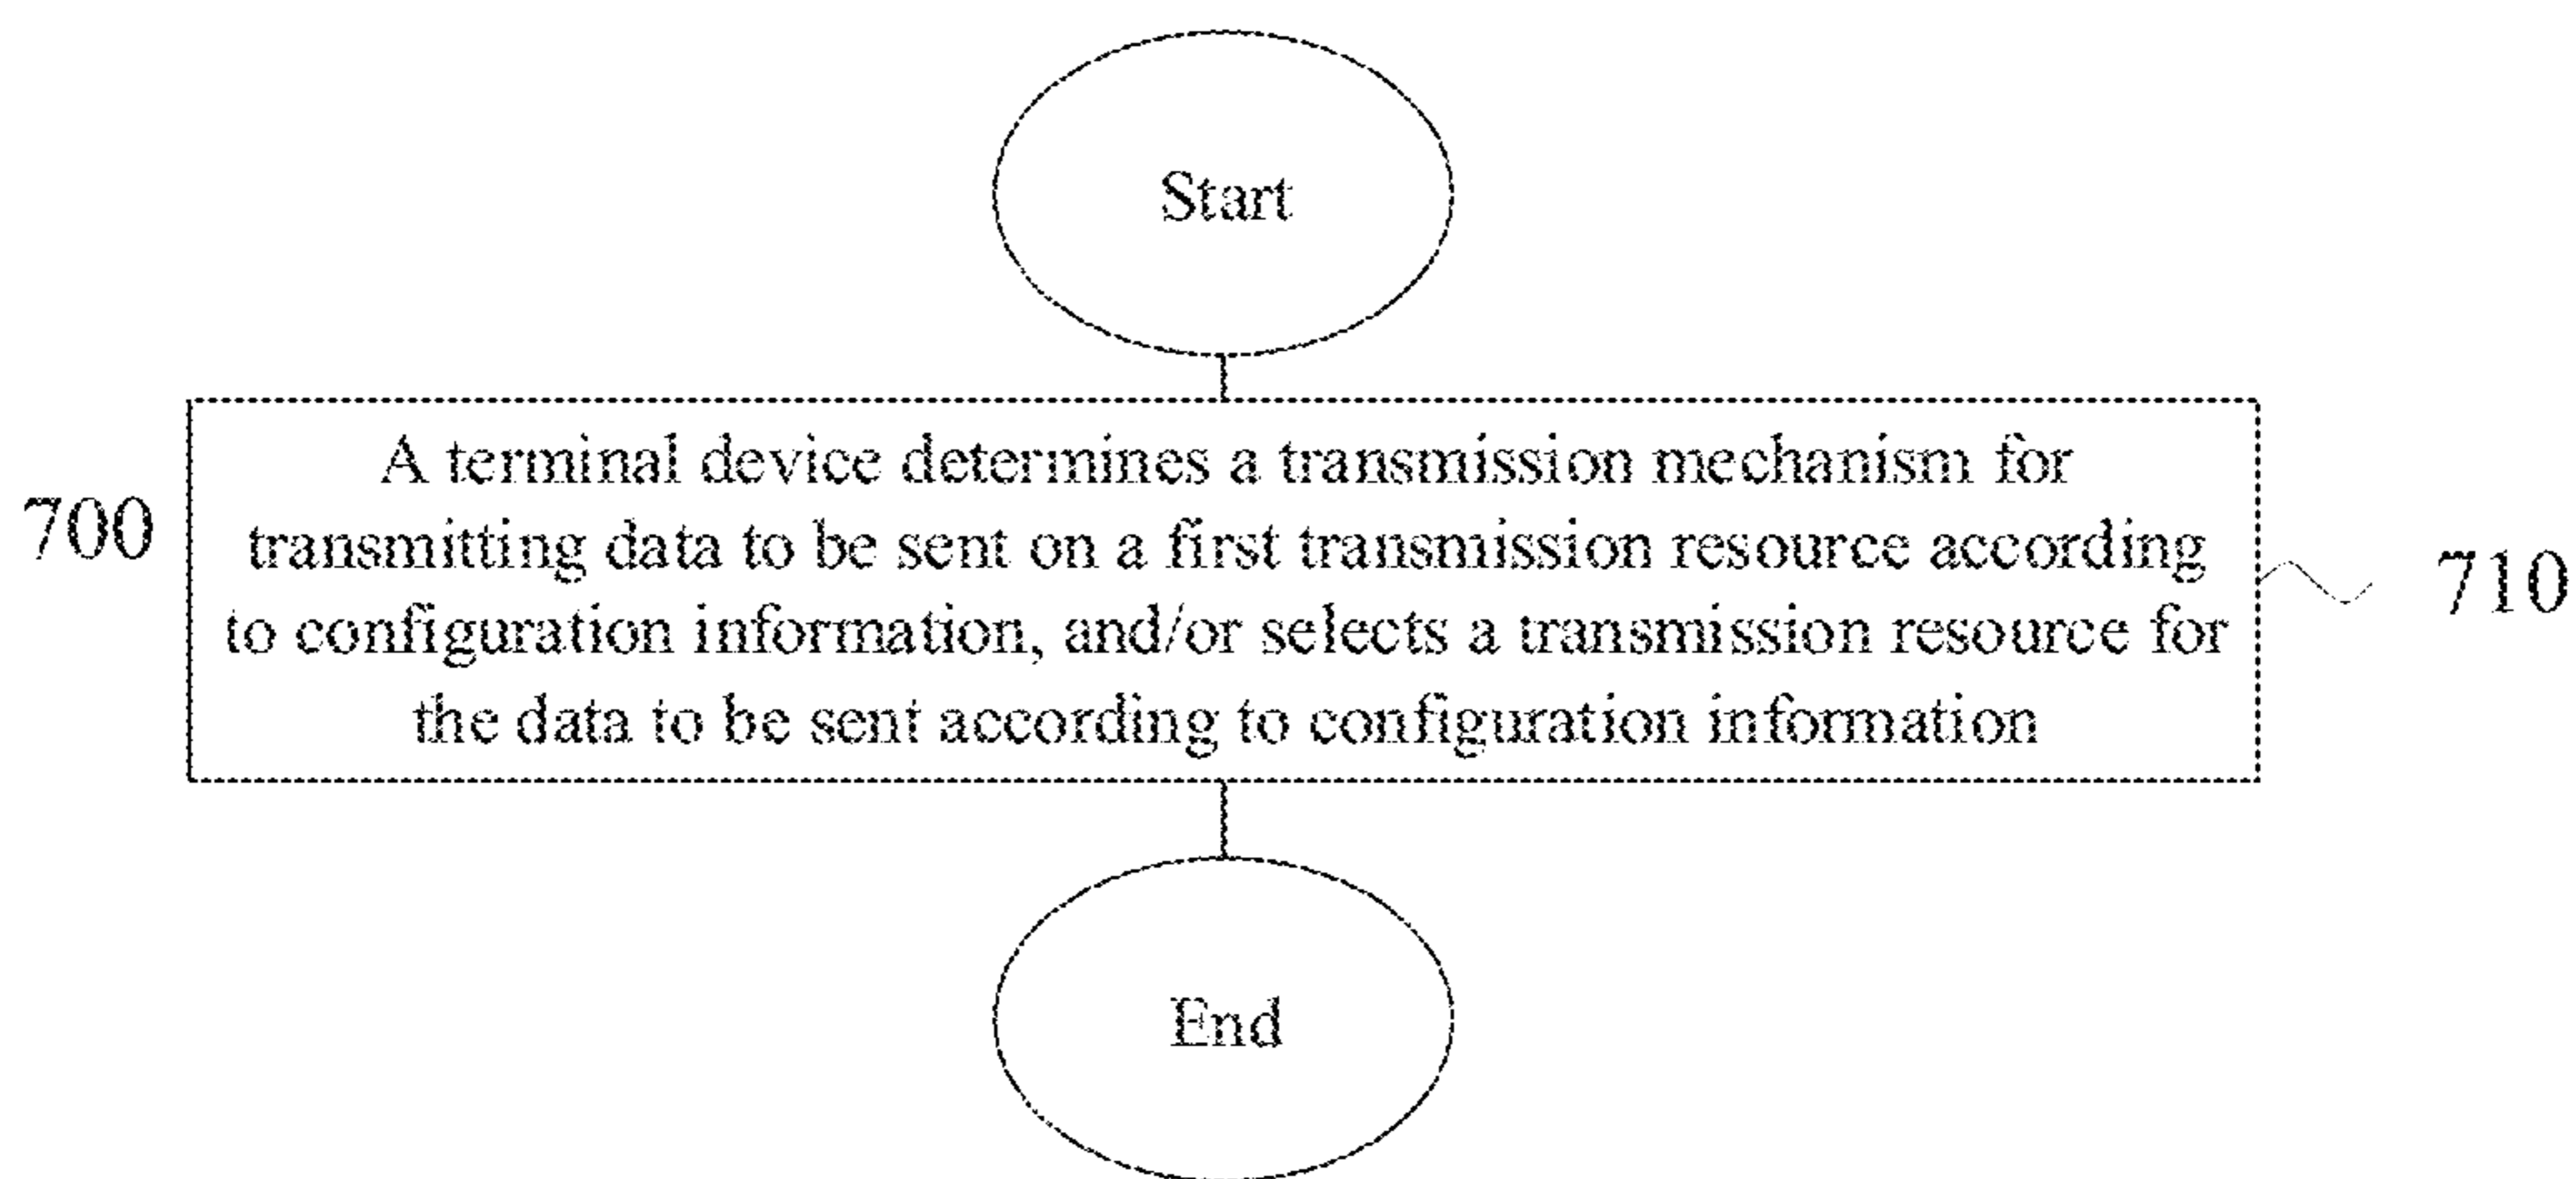 Start
A terminal device determines a transmission mechanism for
700
transmitting data to be sent on a first transmission resource according
710
to configuration information, and/or selects a transmission resource for
the data to be sent according to configuration information
End